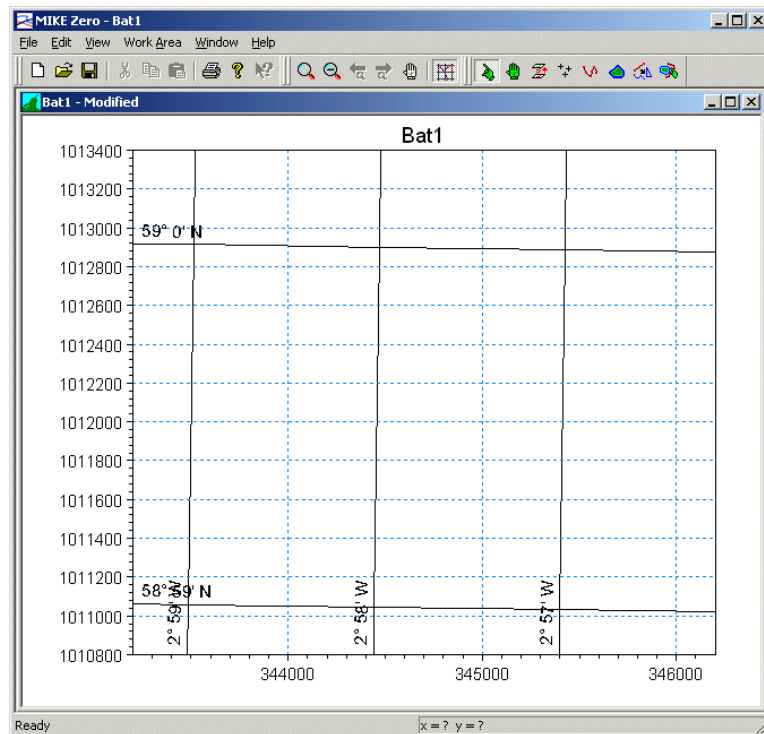 MIKE Zero - Bat1
File Edit View Work Area Window Help
Bat1 - Modified
Bat1
1013400
1013200
1013000
59° 0' N
1012800
1012600
1012400
1012200
1012000
1011800
1011600
1011400
1011200
58° 59' N
1011000
2° 59' W
2° 58' W
2° 57' W
1010800
344000 345000 346000
Ready
x = ? y = ?